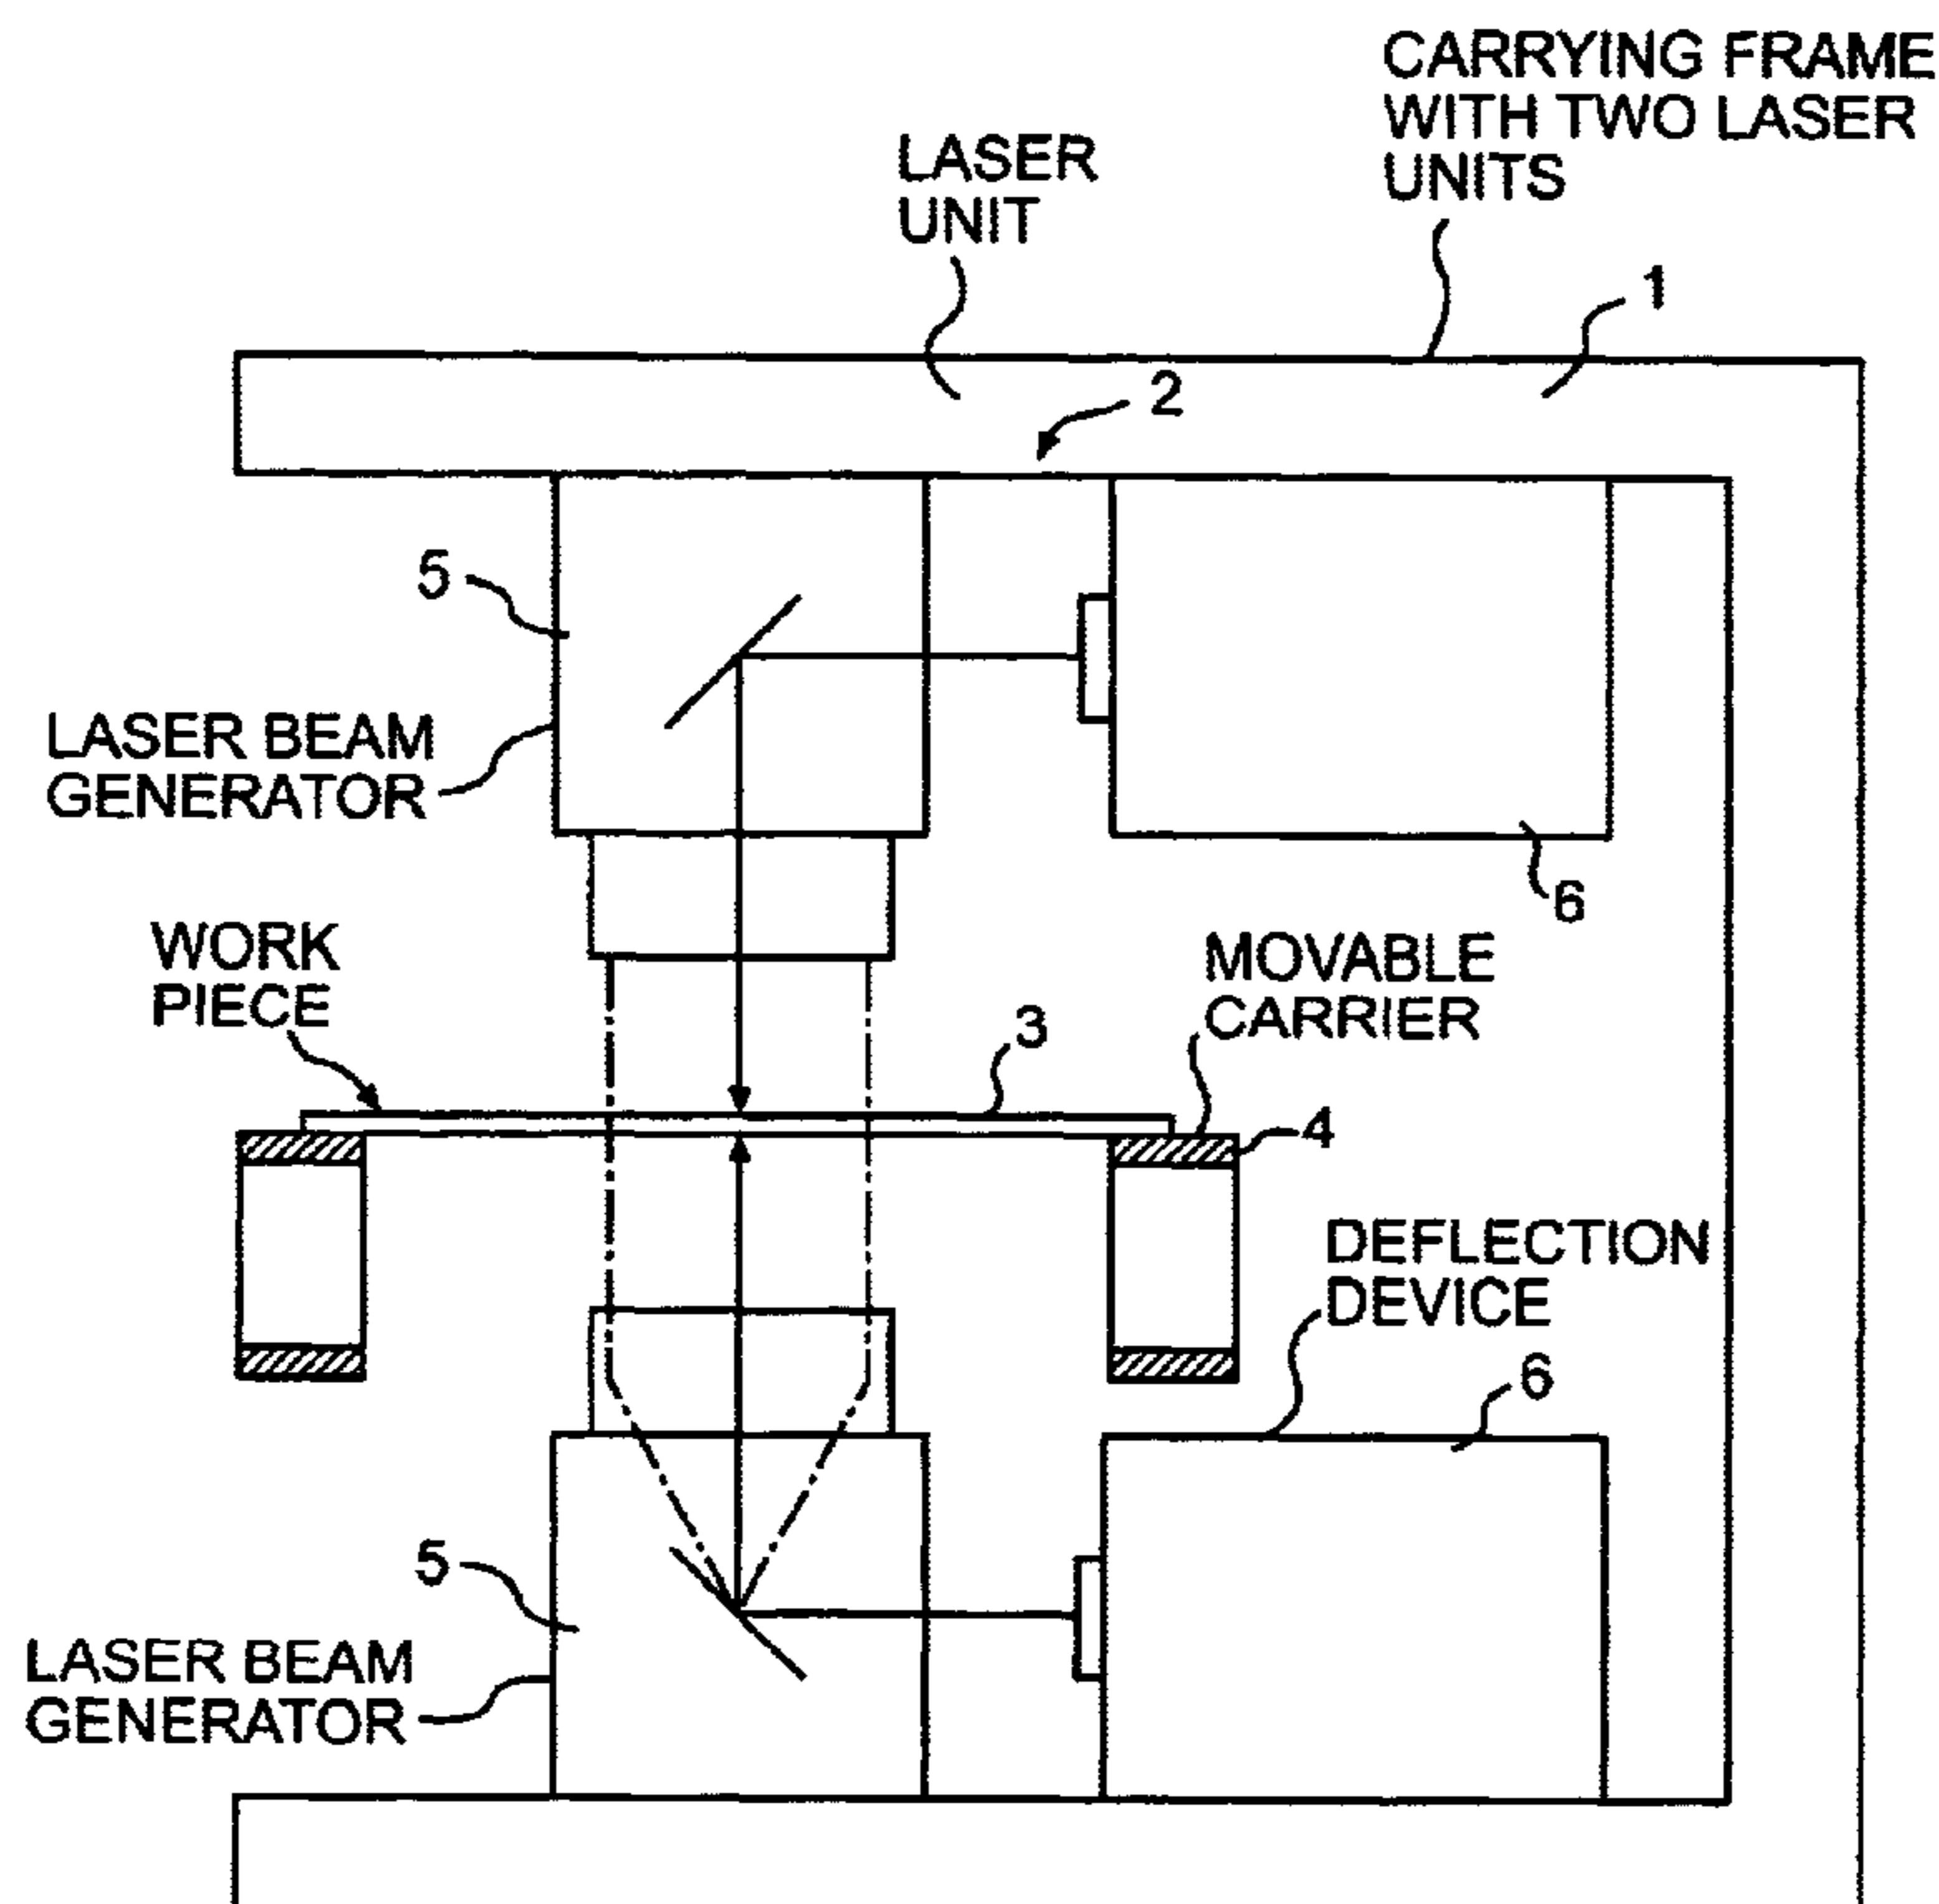 CARRYING FRAME
WITH TWO LASER
UNITS
LASER
UNIT
1
2
5
LASER BEAM
GENERATOR
6
WORK
PIECE
MOVABLE
CARRIER
3
4
DEFLECTION
DEVICE
6
5
LASER BEAM
GENERATOR